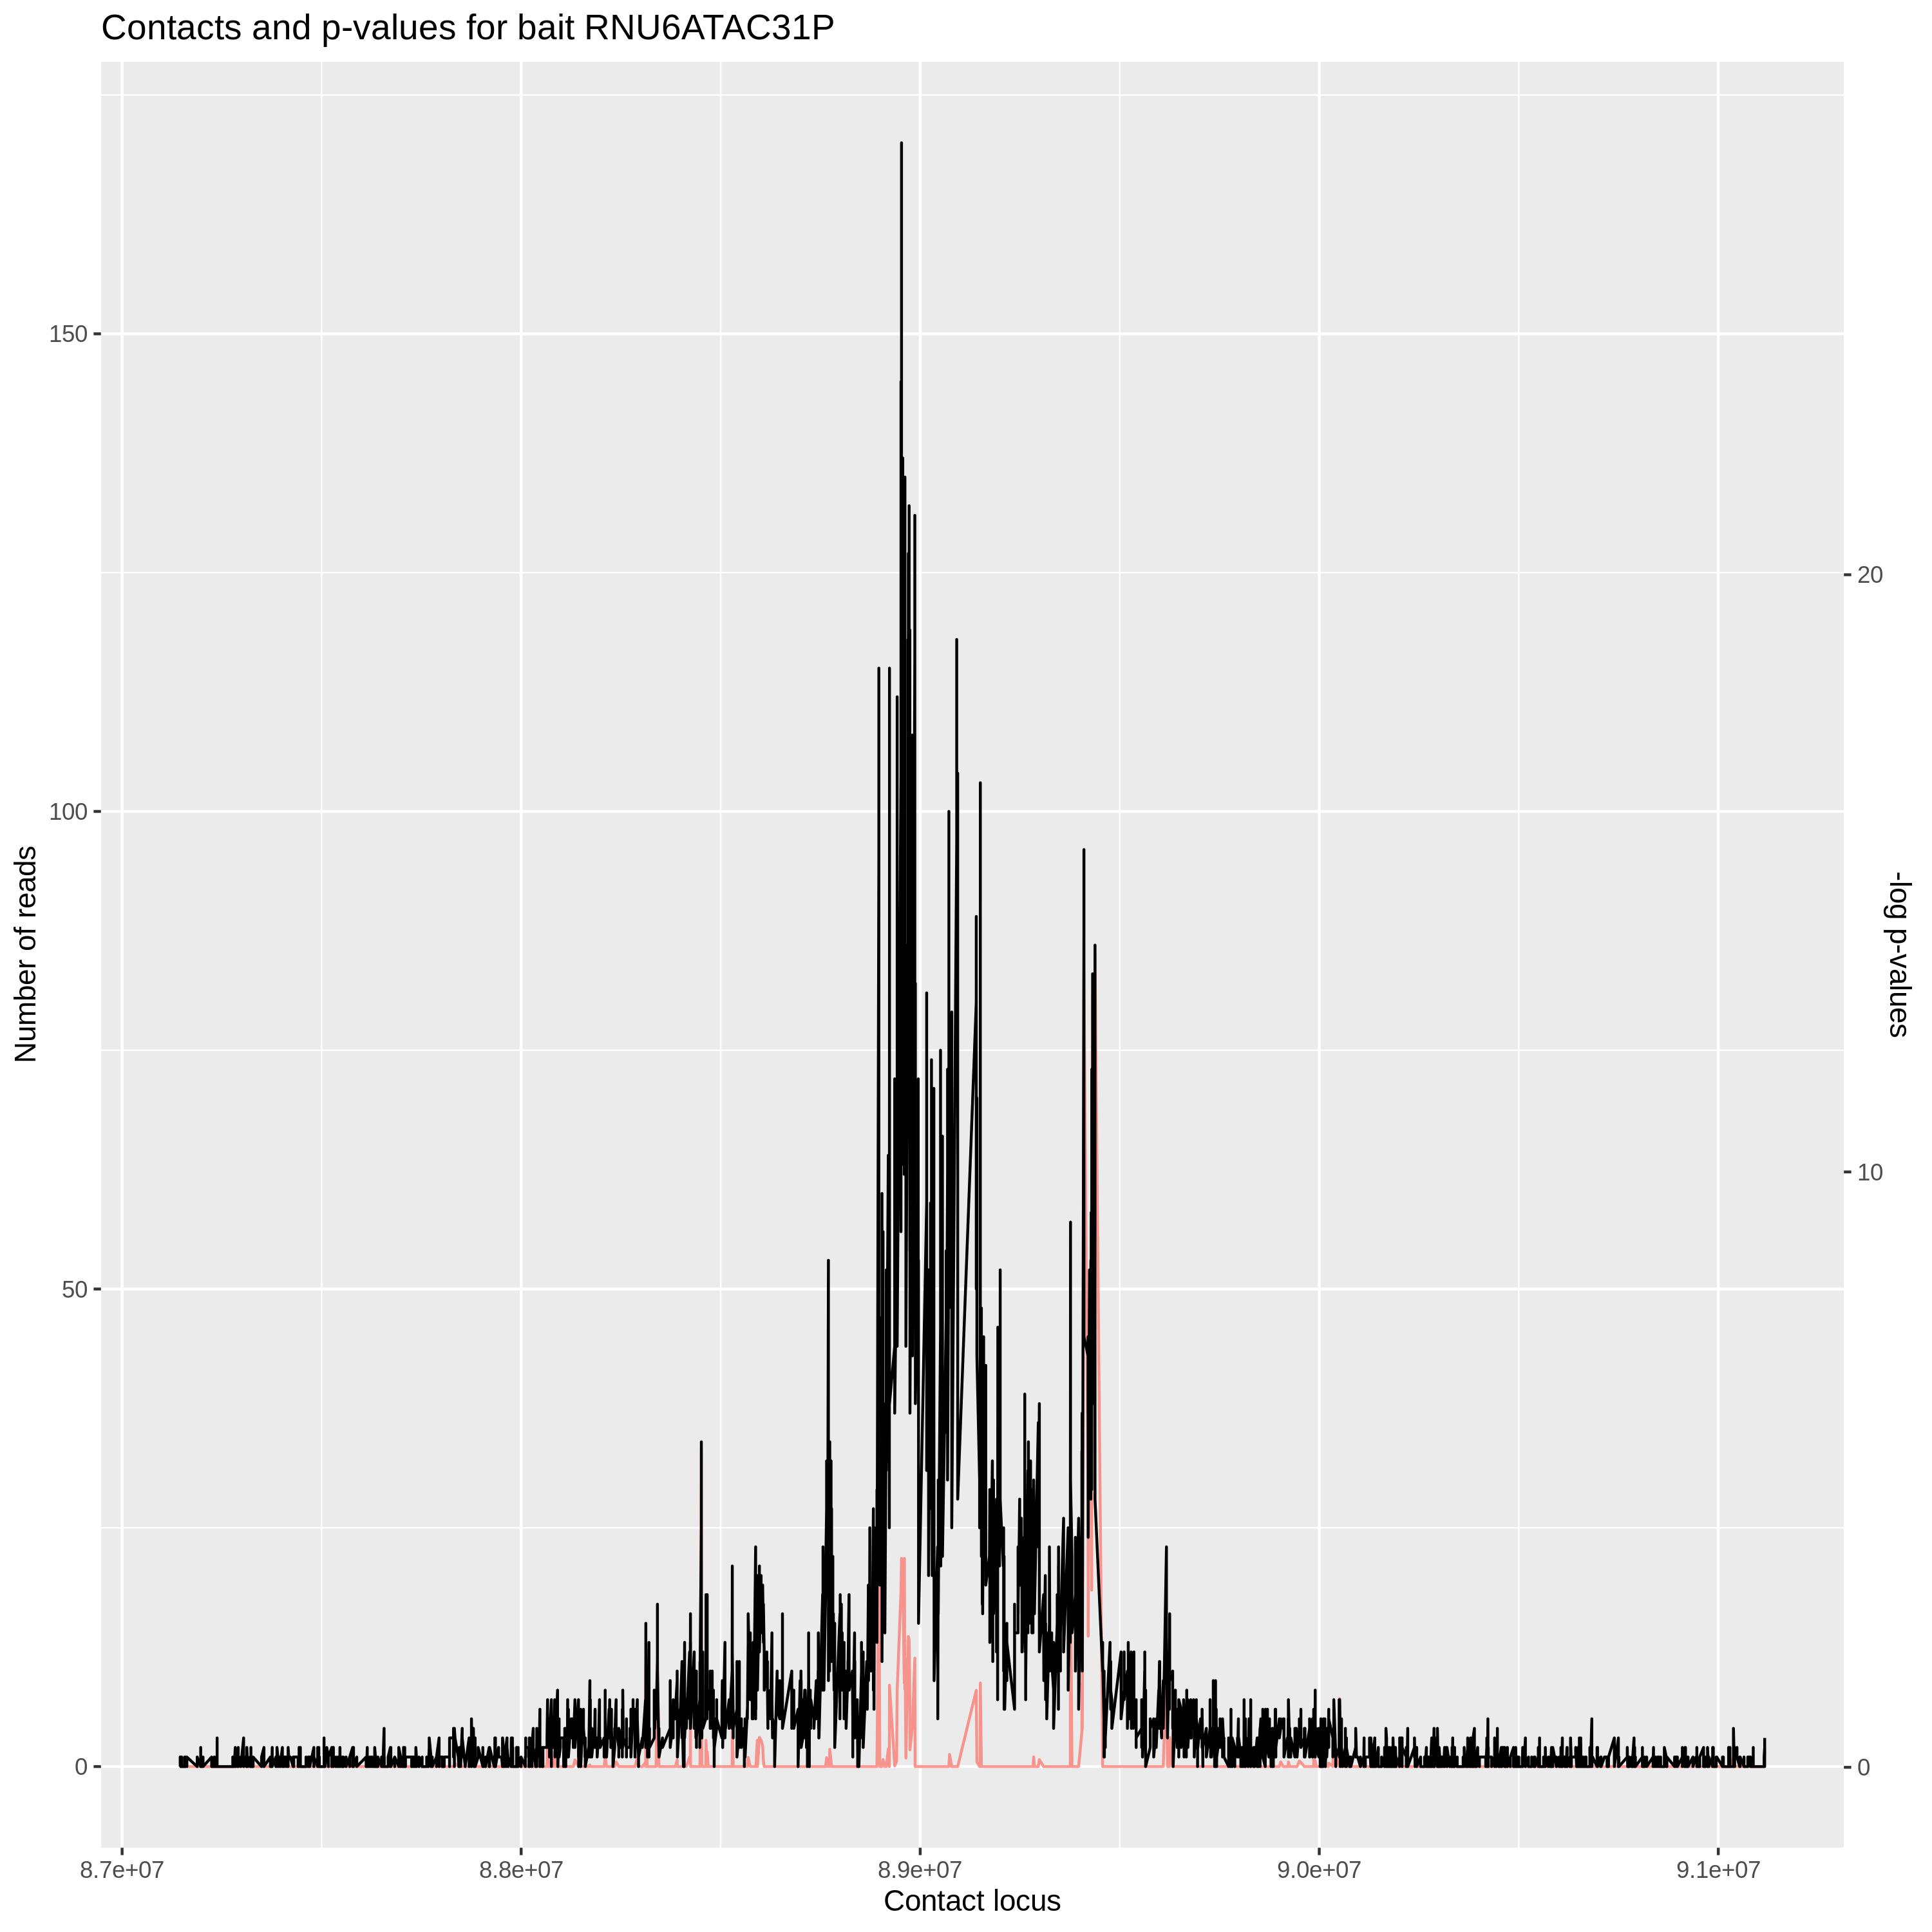 Contacts and p-values for bait RNU6ATAC31P
150
100
50
0
Number of reads
20
10
0
-log p-values
8.7e+07
8.8e+07
8.9e+07
9.0e+07
9.1e+07
Contact locus